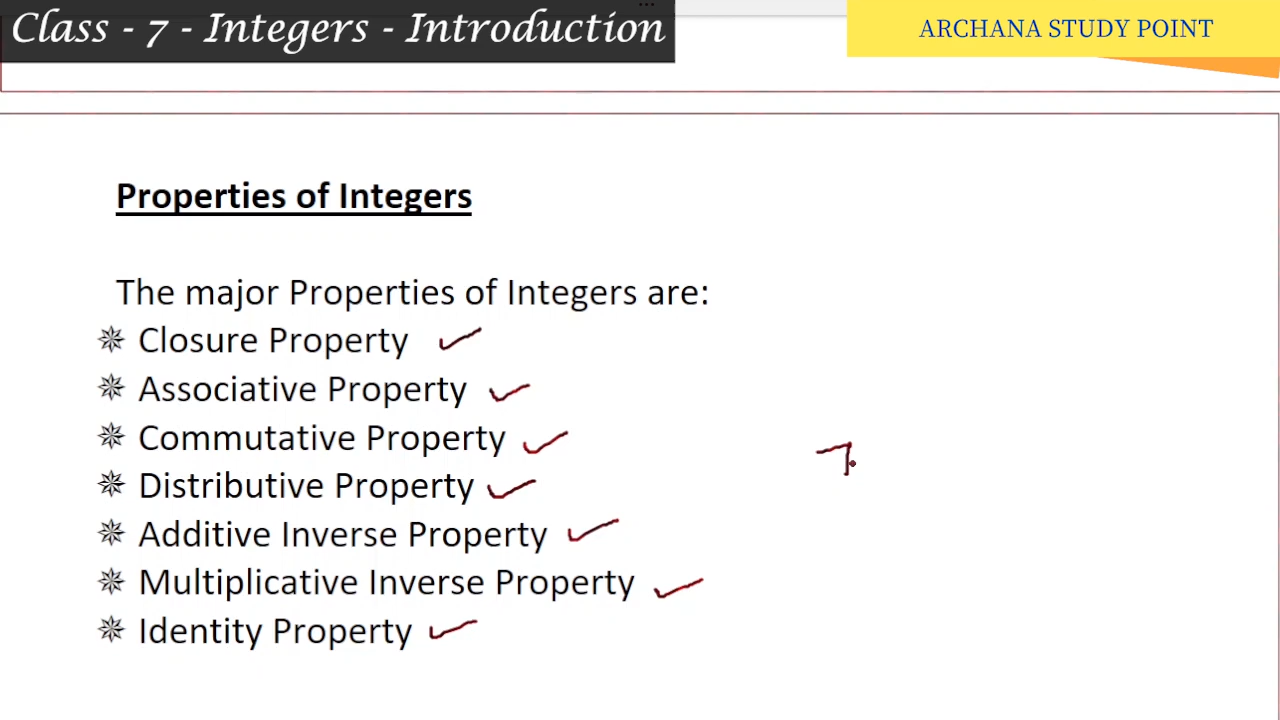 Class - 7 - Integers - Introduction
ARCHANA STUDY POINT
Properties of Integers
The major Properties of Integers are:
Closure Property
Associative Property
Commutative Property
Distributive Property
Additive Inverse Property
Multiplicative Inverse Property
Identity Property